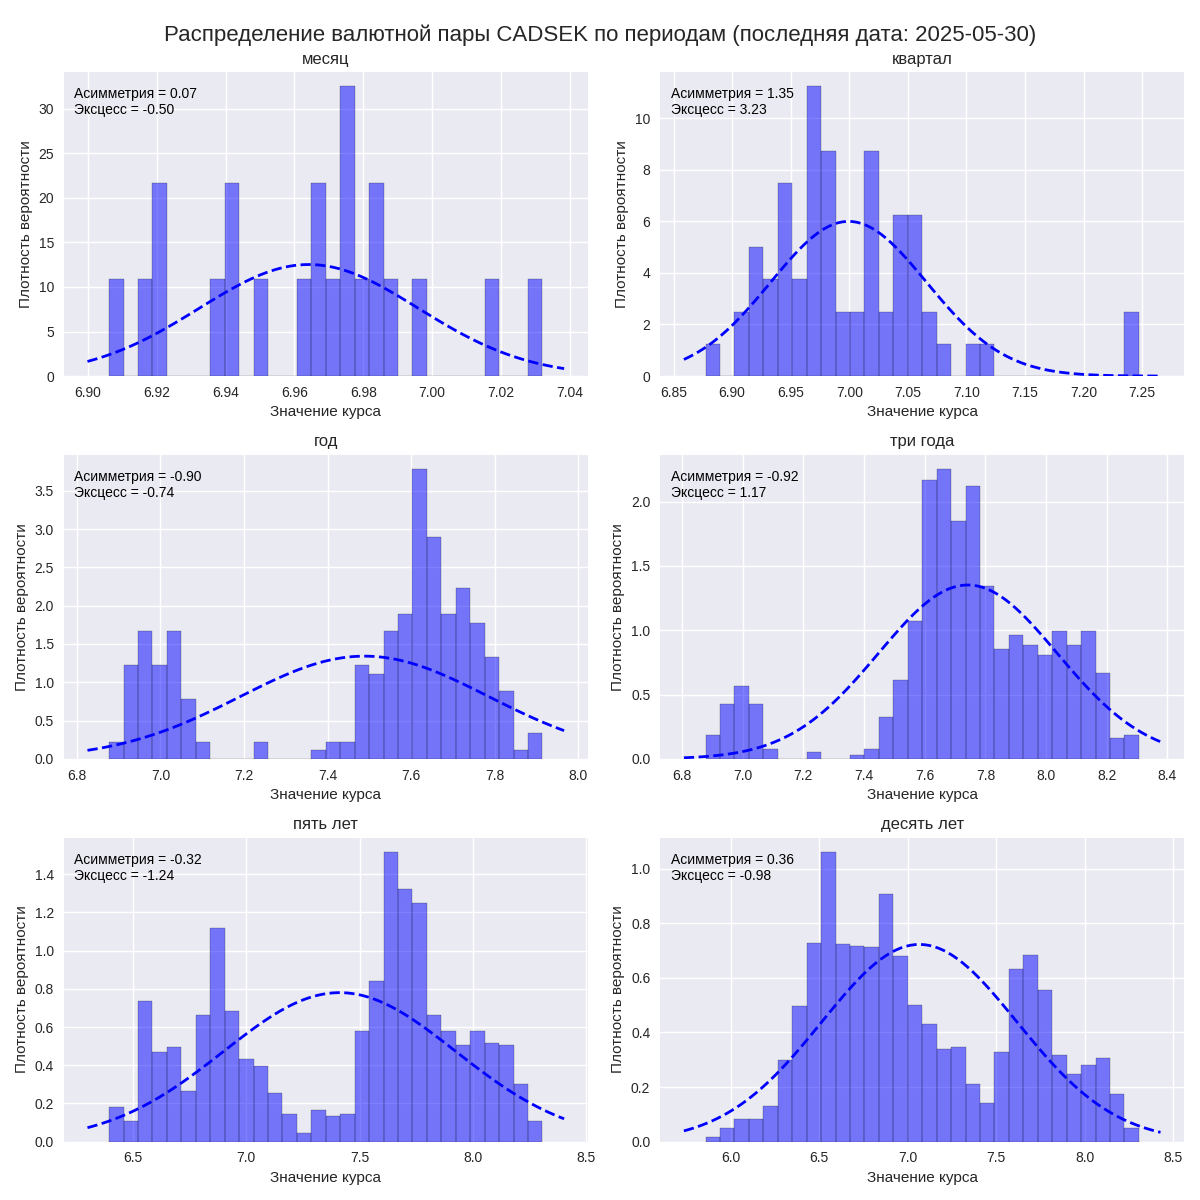 Распределение валютной пары CADSEK по периодам (последняя дата: 2025-05-30)
месяц
Асимметрия = 0.07
Эксцесс = -0.50
Плотность вероятности
30
25
20
15
10
5
0
6.90 6.92 6.94 6.96 6.98 7.00 7.02 7.04
Значение курса
квартал
Асимметрия = 1.35
Эксцесс = 3.23
Плотность вероятности
10
8
6
4
2
0
6.85 6.90 6.95 7.00 7.05 7.10 7.15 7.20 7.25
Значение курса
год
Асимметрия = -0.90
Эксцесс = -0.74
Плотность вероятности
3.5
3.0
2.5
2.0
1.5
1.0
0.5
0.0
6.8 7.0 7.2 7.4 7.6 7.8 8.0
Значение курса
три года
Асимметрия = -0.92
Эксцесс = 1.17
Плотность вероятности
2.0
1.5
1.0
0.5
0.0
6.8 7.0 7.2 7.4 7.6 7.8 8.0 8.2 8.4
Значение курса
пять лет
Асимметрия = -0.32
Эксцесс = -1.24
Плотность вероятности
1.4
1.2
1.0
0.8
0.6
0.4
0.2
0.0
6.5 7.0 7.5 8.0 8.5
Значение курса
десять лет
Асимметрия = 0.36
Эксцесс = -0.98
Плотность вероятности
1.0
0.8
0.6
0.4
0.2
0.0
6.0 6.5 7.0 7.5 8.0 8.5
Значение курса